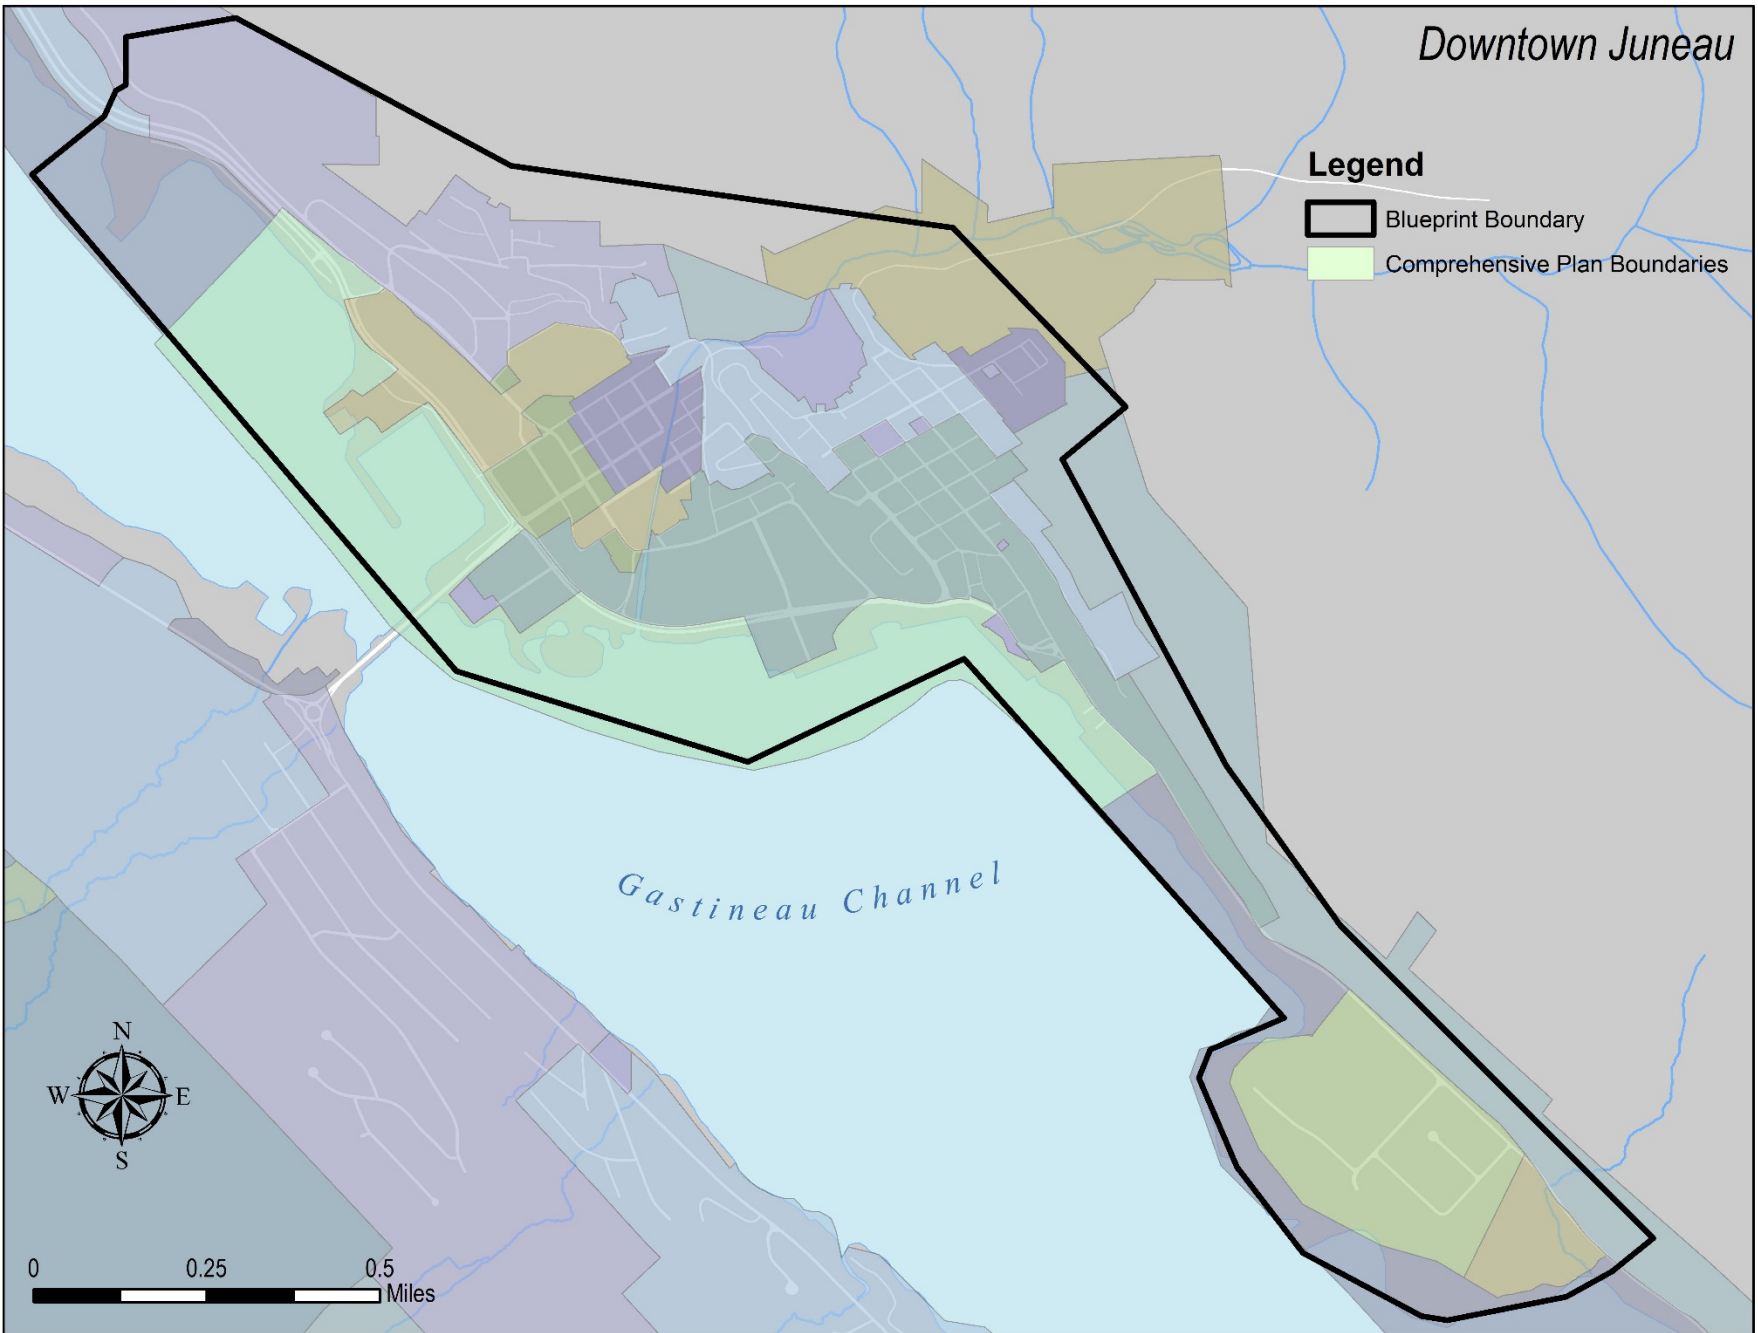 Downtown Juneau
Legend
Blueprint Boundary
Comprehensive Plan Boundaries
Gastineau Channel
N
W E
S
0 0.25 0.5
Miles